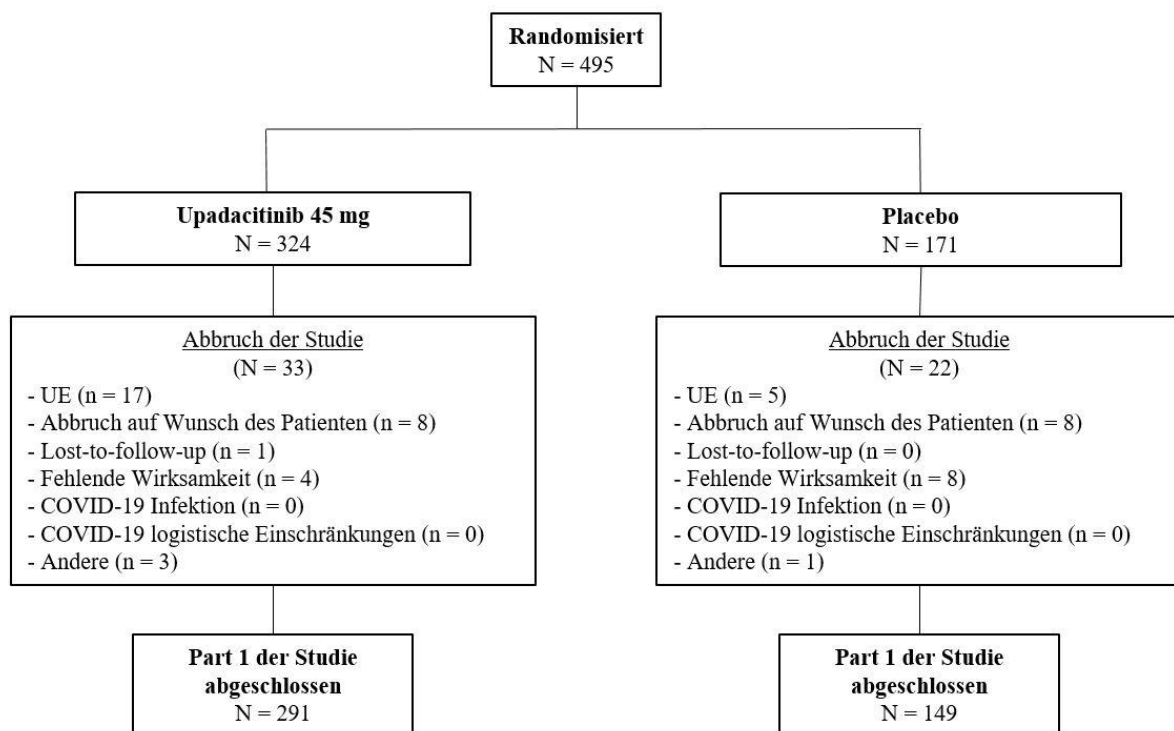 Randomisiert
N = 495
Upadacitinib 45 mg
N = 324
Placebo
N = 171
Abbruch der Studie
(N = 33)
- UE (n = 17)
- Abbruch auf Wunsch des Patienten (n = 8)
- Lost-to-follow-up (n = 1)
- Fehlende Wirksamkeit (n = 4)
- COVID-19 Infektion (n = 0)
- COVID-19 logistische Einschränkungen (n = 0)
- Andere (n = 3)
Abbruch der Studie
(N = 22)
- UE (n = 5)
- Abbruch auf Wunsch des Patienten (n = 8)
- Lost-to-follow-up (n = 0)
- Fehlende Wirksamkeit (n = 8)
- COVID-19 Infektion (n = 0)
- COVID-19 logistische Einschränkungen (n = 0)
- Andere (n = 1)
Part 1 der Studie
abgeschlossen
N = 291
Part 1 der Studie
abgeschlossen
N = 149